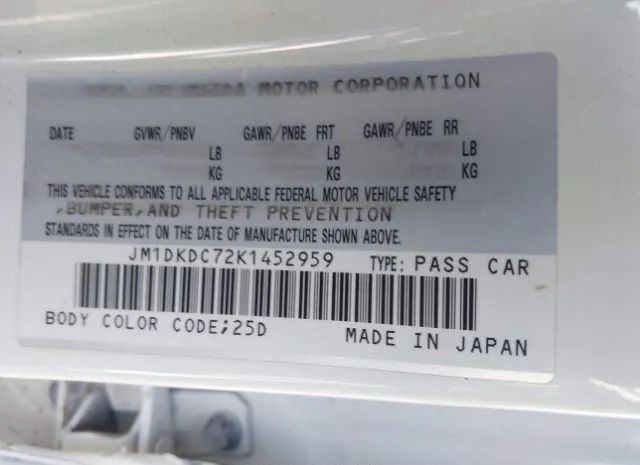 MAZDA MOTOR CORPORATION
DATE GVWR/PNBV GAWR/PNBE FRT GAWR/PNBE RR
LB LB LB
KG KG KG
THIS VEHICLE CONFORMS TO ALL APPLICABLE FEDERAL MOTOR VEHICLE SAFETY
,BUMPER,AND THEFT PREVENTION
STANDARDS IN EFFECT ON THE DATE OF MANUFACTURE SHOWN ABOVE.
JM1DKDC72K1452959 TYPE: PASS CAR
BODY COLOR CODE;25D MADE IN JAPAN